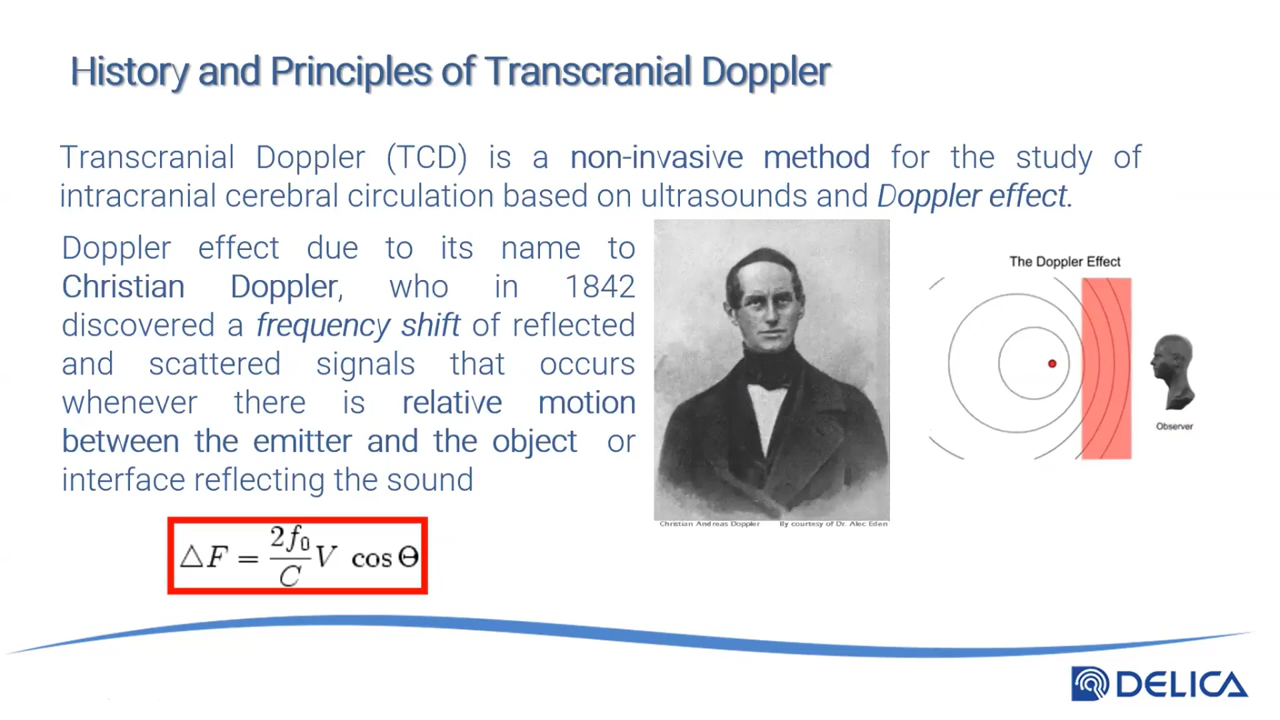 History and Principles of Transcranial Doppler
Transcranial Doppler (TCD) is a non-invasive method for the study of
intracranial cerebral circulation based on ultrasounds and Doppler effect.
Doppler effect due to its name to
Christian Doppler, who in 1842
discovered a frequency shift of reflected
and scattered signals that occurs
whenever there is relative motion
between the emitter and the object or
interface reflecting the sound
△F = 2f₀/C V cos Θ
Christian Andreas Doppler By courtesy of Dr. Alec Eden
The Doppler Effect
Observer
DELICA